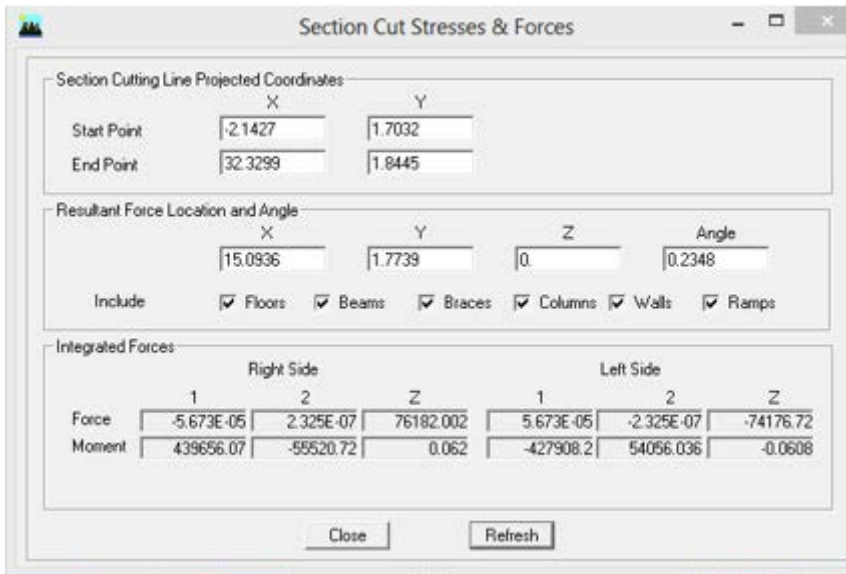 Section Cut Stresses & Forces
Section Cutting Line Projected Coordinates
X Y
Start Point -2.1427 1.7032
End Point 32.3299 1.8445
Resultant Force Location and Angle
X Y Z Angle
15.0936 1.7739 0. 0.2348
Include Floors Beams Braces Columns Walls Ramps
Integrated Forces
Right Side Left Side
1 2 Z 1 2 Z
Force -5.673E-05 2.325E-07 76182.002 5.673E-05 -2.325E-07 -74176.72
Moment 439656.07 -55520.72 0.062 -427908.2 54056.036 -0.0608
Close Refresh